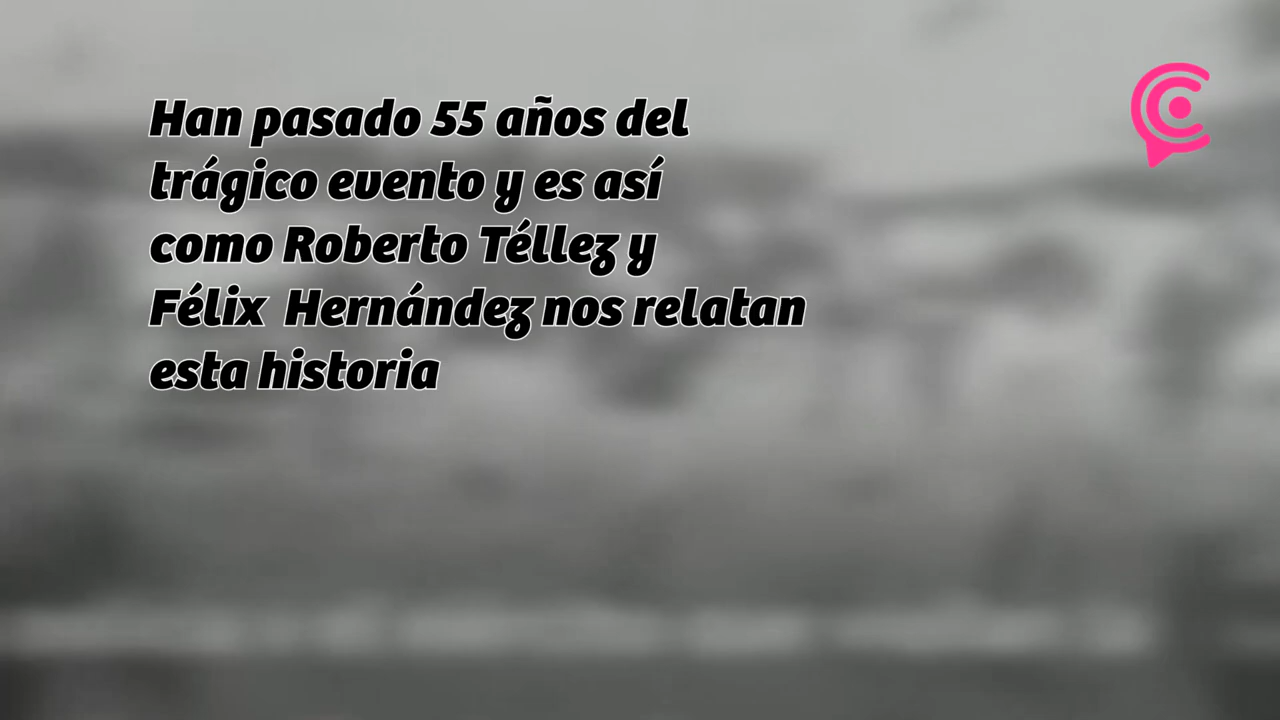 Han pasado 55 años del
trágico evento y es así
como Roberto Téllez y
Félix Hernández nos relatan
esta historia